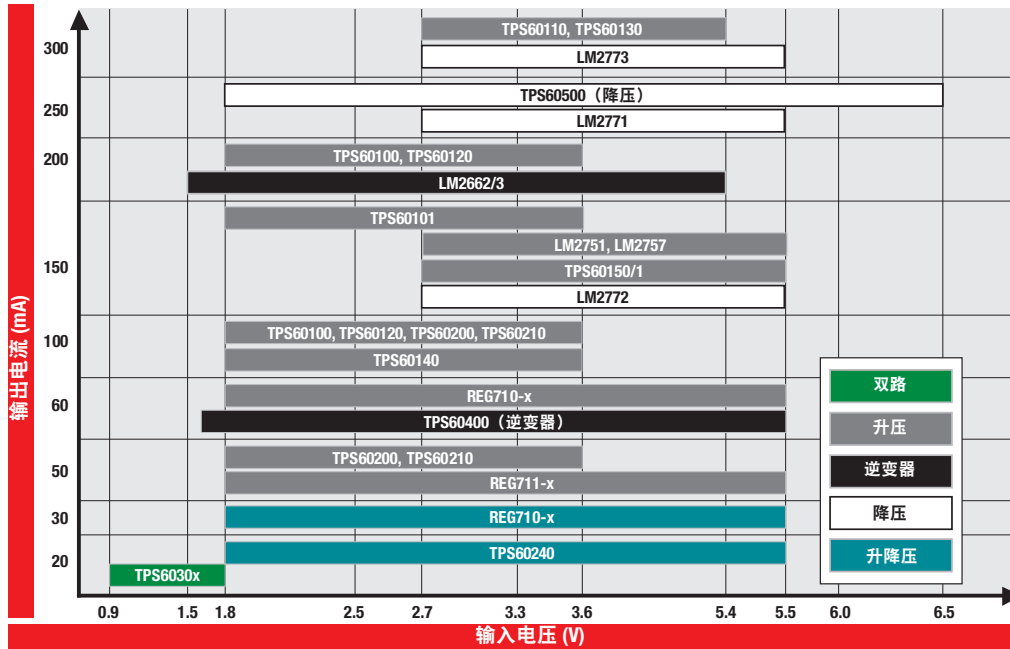 输出电流 (mA)
300
TPS60110, TPS60130
LM2773
250
TPS60500（降压）
LM2771
200
TPS60100, TPS60120
LM2662/3
150
TPS60101
LM2751, LM2757
TPS60150/1
LM2772
100
TPS60100, TPS60120, TPS60200, TPS60210
TPS60140
60
REG710-x
TPS60400（逆变器）
50
TPS60200, TPS60210
REG711-x
30
REG710-x
20
TPS60240
TPS6030x
双路
升压
逆变器
降压
升降压
0.9 1.5 1.8 2.5 2.7 3.3 3.6 5.4 5.5 6.0 6.5
输入电压 (V)